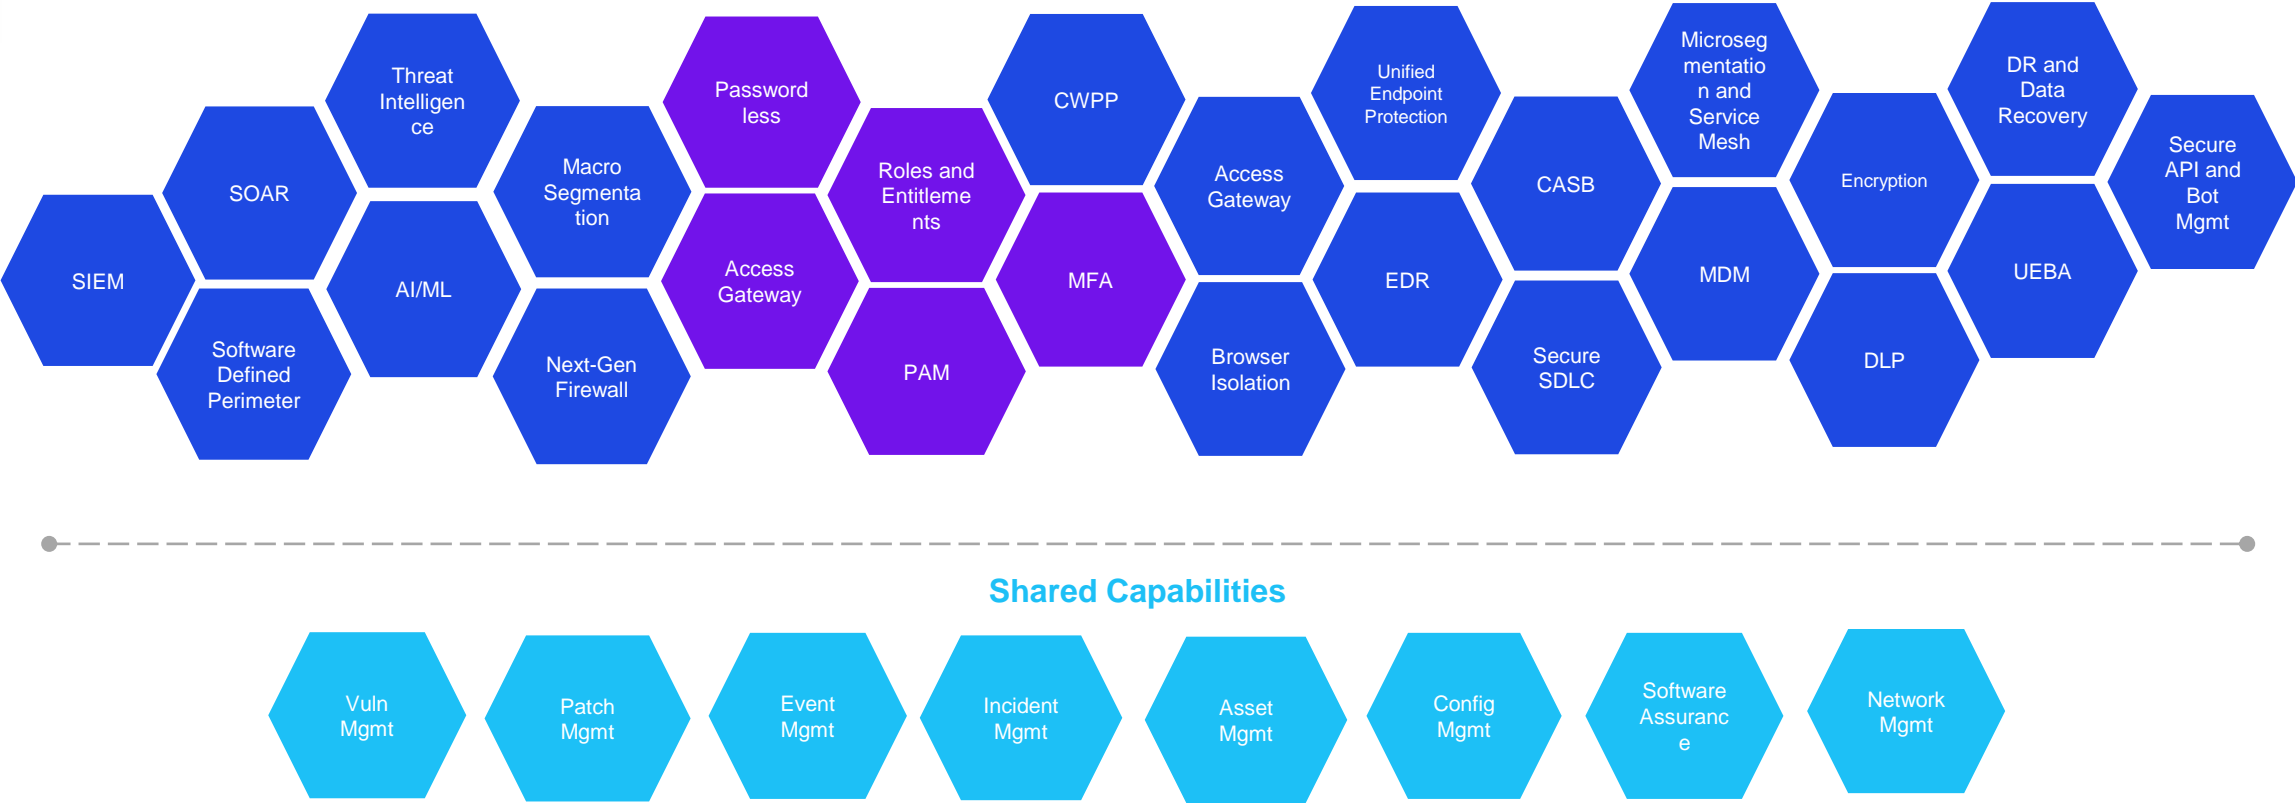 Threat
Intelligen
ce
Password
less
CWPP
Unified
Endpoint
Protection
Microseg
mentatio
n and
Service
Mesh
DR and
Data
Recovery
SOAR
Macro
Segmenta
tion
Roles and
Entitleme
nts
Access
Gateway
CASB
Encryption
Secure
API and
Bot
Mgmt
SIEM
AI/ML
Access
Gateway
MFA
EDR
MDM
UEBA
Software
Defined
Perimeter
Next-Gen
Firewall
PAM
Browser
Isolation
Secure
SDLC
DLP
Shared Capabilities
Vuln
Mgmt
Patch
Mgmt
Event
Mgmt
Incident
Mgmt
Asset
Mgmt
Config
Mgmt
Software
Assuranc
e
Network
Mgmt